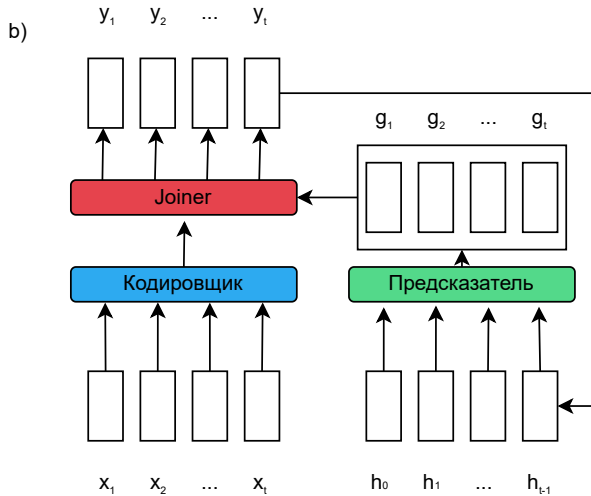 b)
y₁ y₂ ... yₜ
g₁ g₂ ... gₜ
Joiner
Кодировщик
Предсказатель
x₁ x₂ ... xₜ
h₀ h₁ ... hₜ₋₁